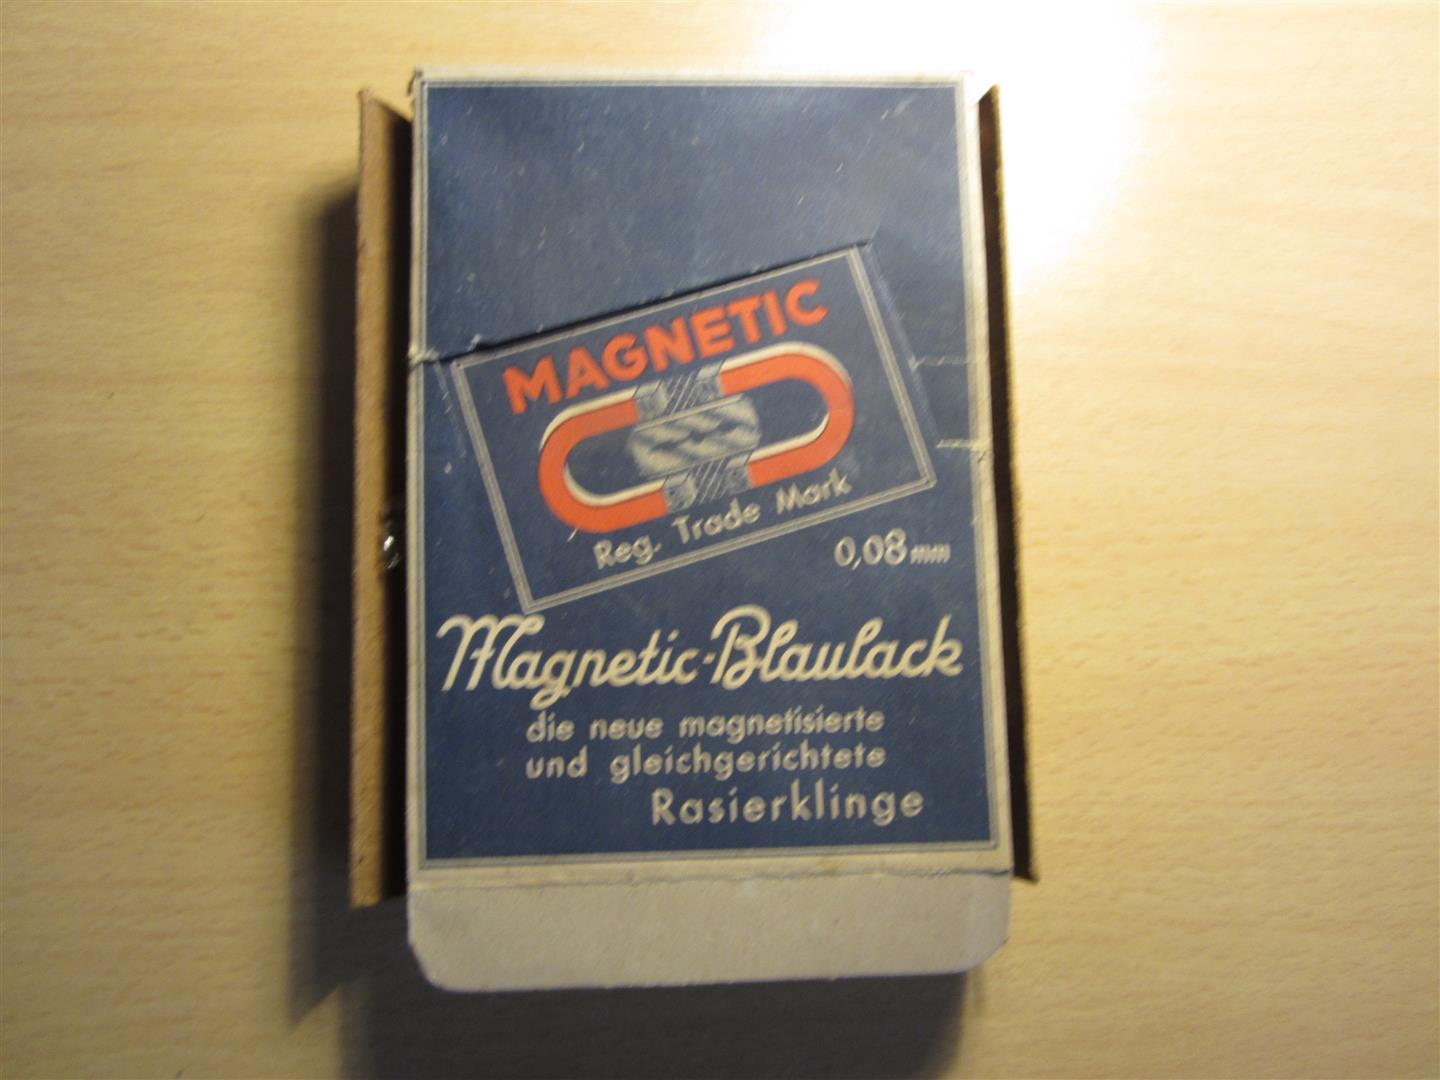 MAGNETIC
Reg. Trade Mark
0,08 mm
Magnetic-Blaulack
die neue magnetisierte
und gleichgerichtete
Rasierklinge